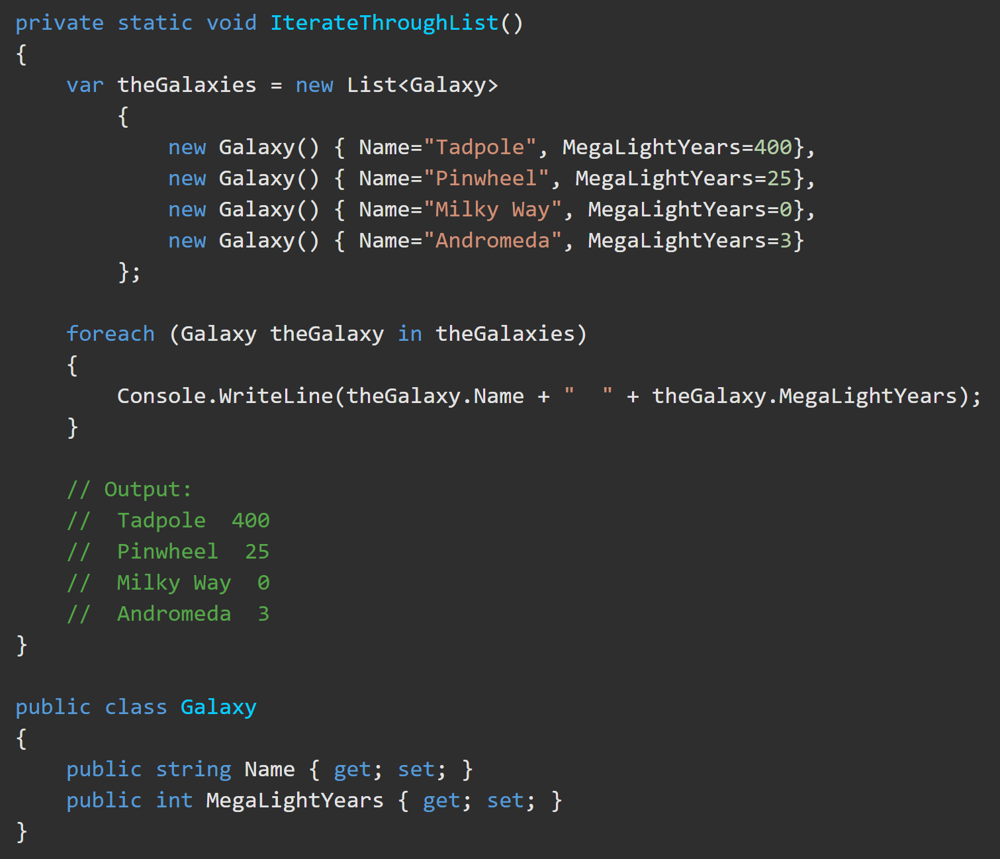 private static void IterateThroughList()
{
    var theGalaxies = new List<Galaxy>
        {
            new Galaxy() { Name="Tadpole", MegaLightYears=400},
            new Galaxy() { Name="Pinwheel", MegaLightYears=25},
            new Galaxy() { Name="Milky Way", MegaLightYears=0},
            new Galaxy() { Name="Andromeda", MegaLightYears=3}
        };

    foreach (Galaxy theGalaxy in theGalaxies)
    {
        Console.WriteLine(theGalaxy.Name + "  " + theGalaxy.MegaLightYears);
    }

    // Output:
    //  Tadpole  400
    //  Pinwheel  25
    //  Milky Way  0
    //  Andromeda  3
}

public class Galaxy
{
    public string Name { get; set; }
    public int MegaLightYears { get; set; }
}